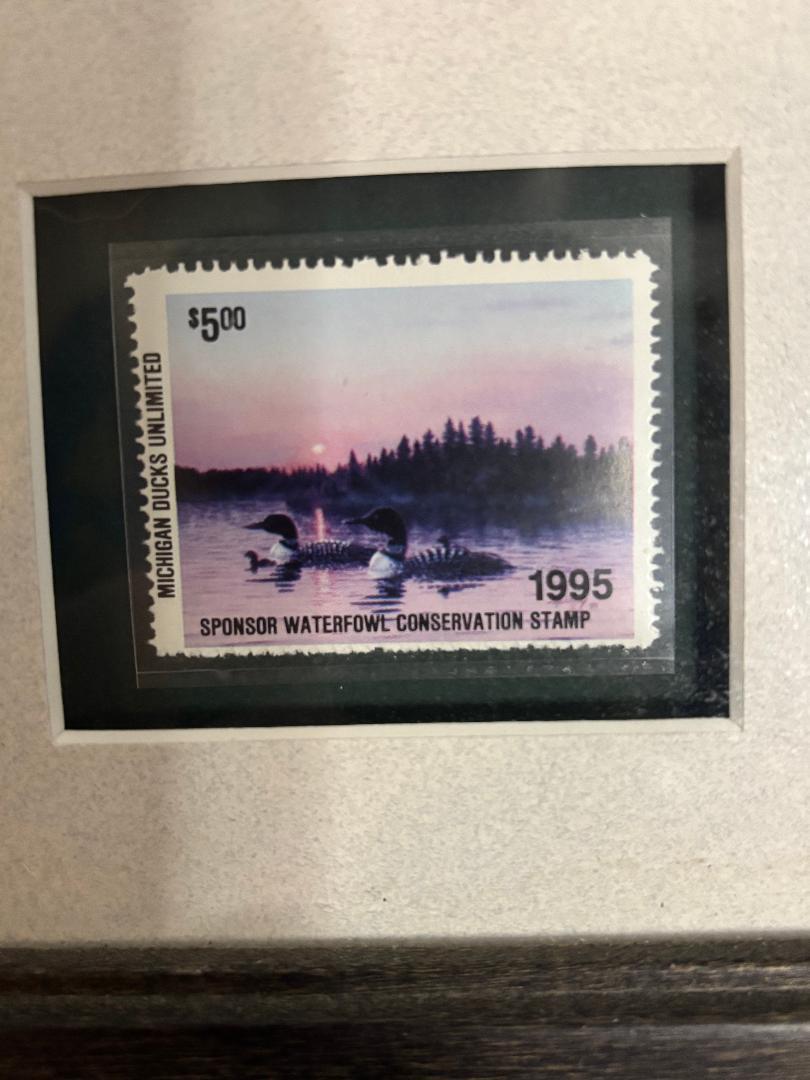 $5.00
MICHIGAN DUCKS UNLIMITED
1995
SPONSOR WATERFOWL CONSERVATION STAMP